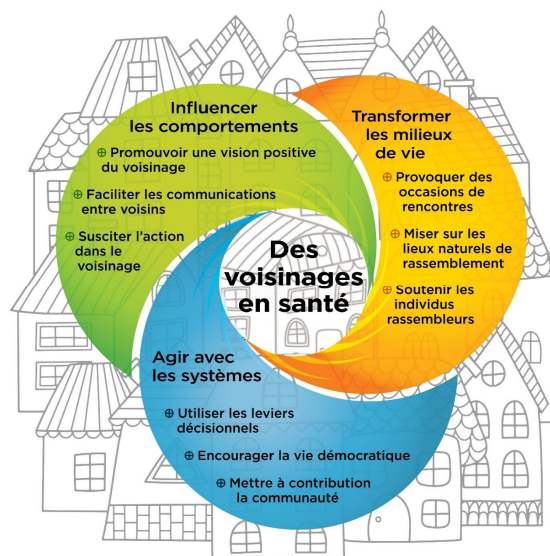 Influencer
les comportements
⊕ Promouvoir une vision positive
du voisinage
⊕ Faciliter les communications
entre voisins
⊕ Susciter l'action
dans le
voisinage
Transformer
les milieux
de vie
⊕ Provoquer des
occasions de
rencontres
⊕ Miser sur les
lieux naturels de
rassemblement
⊕ Soutenir les
individus
rassembleurs
Des
voisinages
en santé
Agir avec
les systèmes
⊕ Utiliser les leviers
décisionnels
⊕ Encourager la vie démocratique
⊕ Mettre à contribution
la communauté